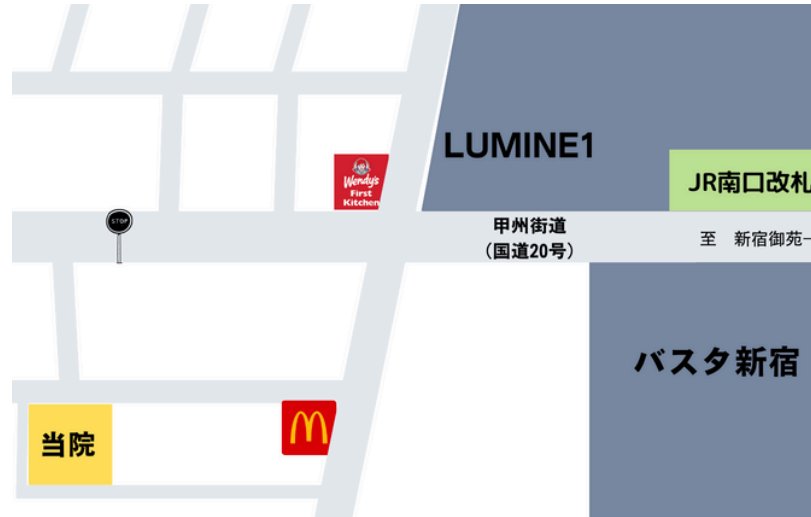 LUMINE1
Wendy's
First
Kitchen
JR南口改札
STOP
甲州街道
(国道20号)
至　新宿御苑
バスタ新宿
当院